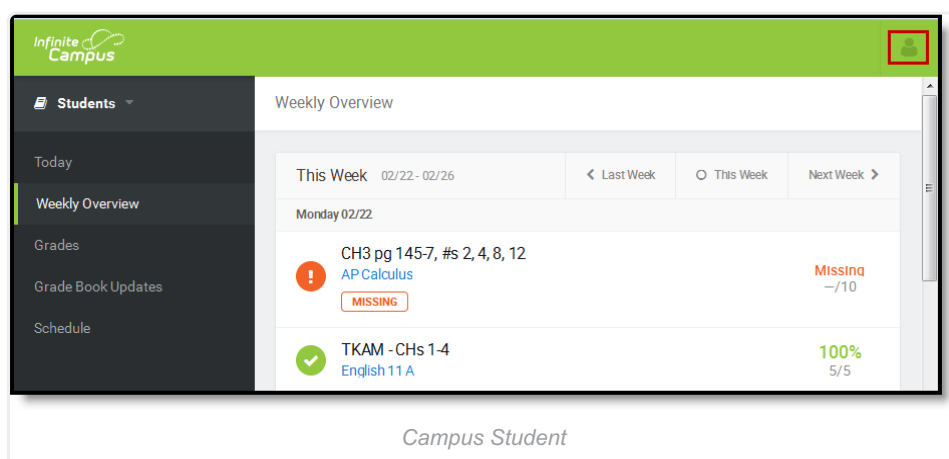 Infinite
Campus
Students
Weekly Overview
Today
Weekly Overview
Grades
Grade Book Updates
Schedule
This Week 02/22 - 02/26 Last Week This Week Next Week
Monday 02/22
CH3 pg 145-7, #s 2, 4, 8, 12
AP Calculus
MISSING
Missing
–/10
TKAM - CHs 1-4
English 11 A
100%
5/5
Campus Student